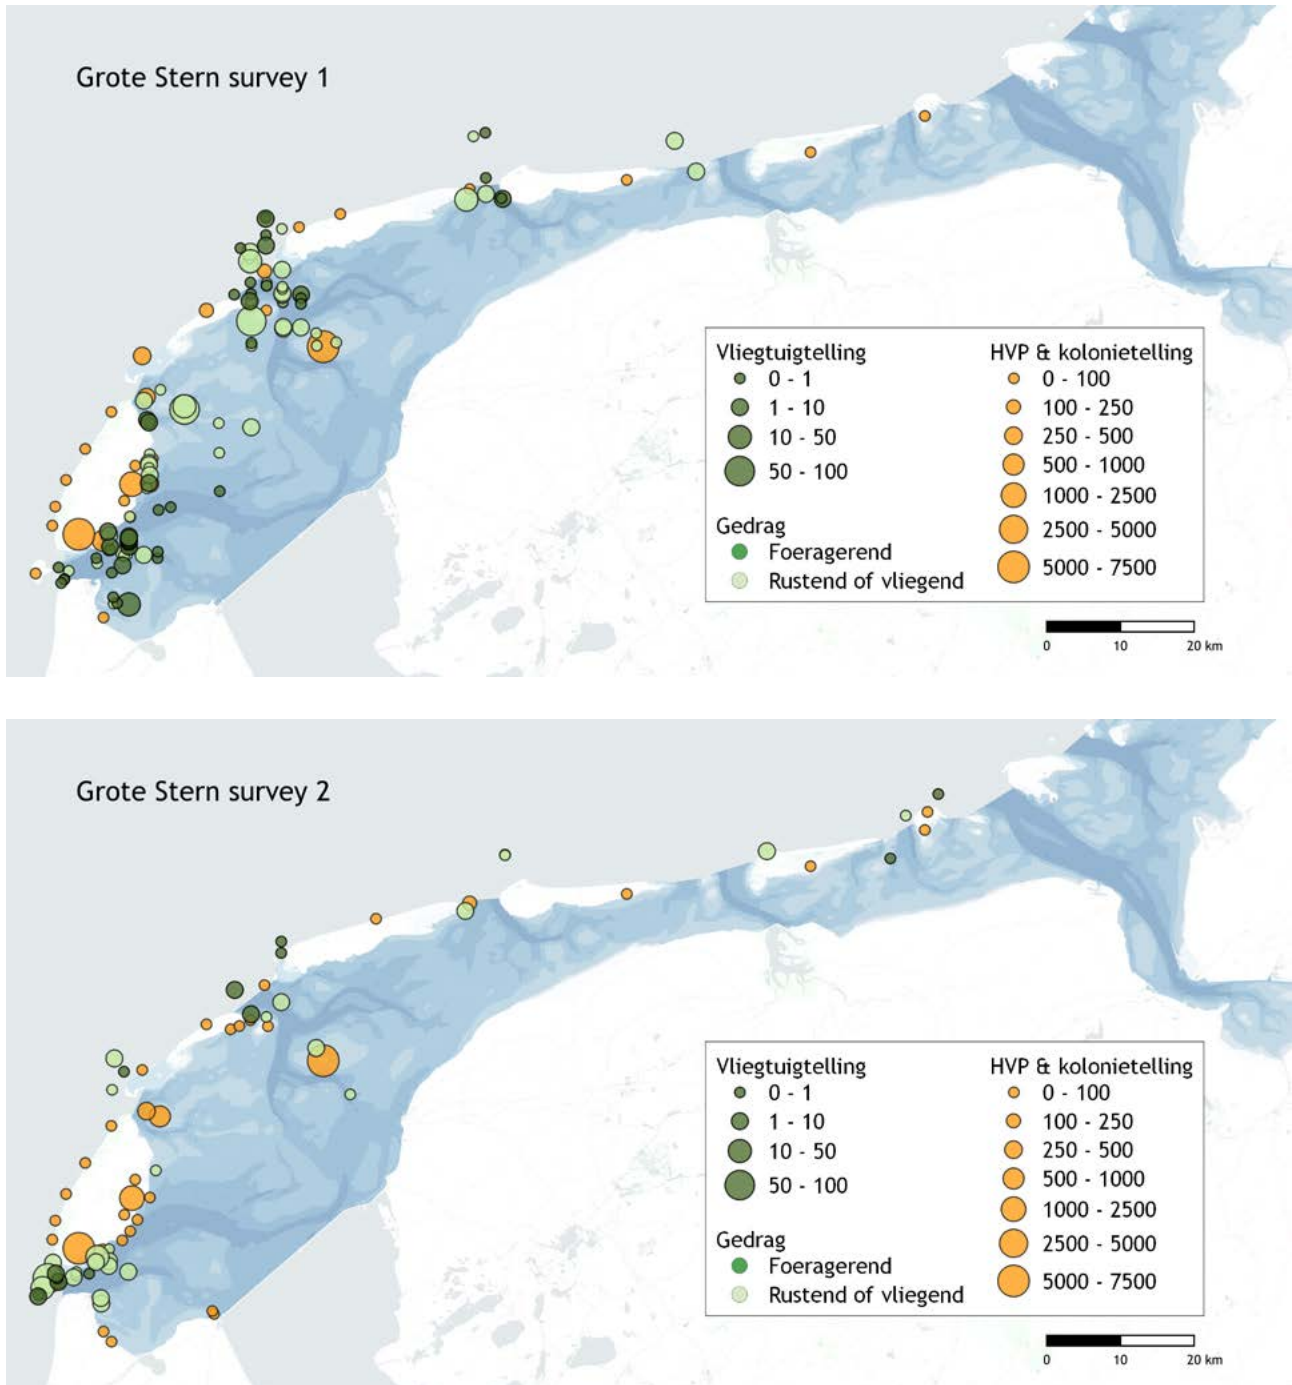 Grote Stern survey 1
Vliegtuigtelling
0 - 1
1 - 10
10 - 50
50 - 100
Gedrag
Foeragerend
Rustend of vliegend
HVP & kolonietelling
0 - 100
100 - 250
250 - 500
500 - 1000
1000 - 2500
2500 - 5000
5000 - 7500
0 10 20 km
Grote Stern survey 2
Vliegtuigtelling
0 - 1
1 - 10
10 - 50
50 - 100
Gedrag
Foeragerend
Rustend of vliegend
HVP & kolonietelling
0 - 100
100 - 250
250 - 500
500 - 1000
1000 - 2500
2500 - 5000
5000 - 7500
0 10 20 km